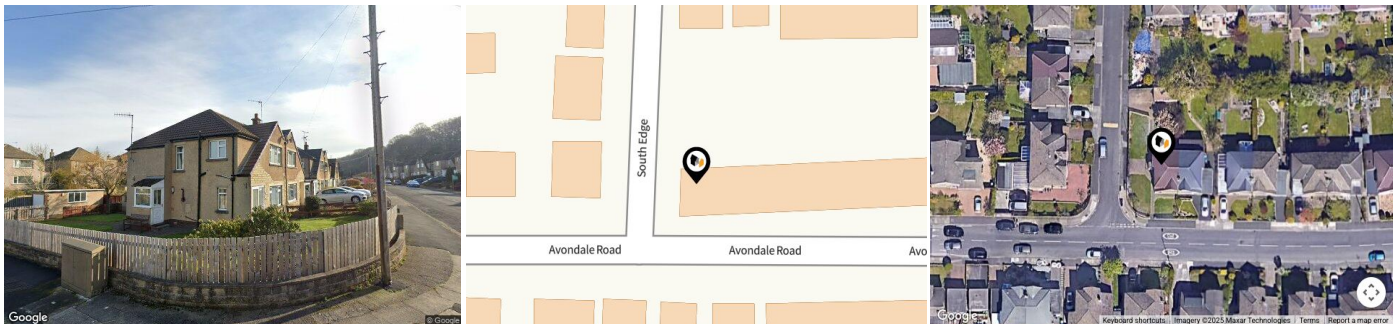 Google
© Google
South Edge
Avondale Road
Avondale Road
Avo
Google
Keyboard shortcuts
Imagery ©2025 Maxar Technologies
Terms
Report a map error